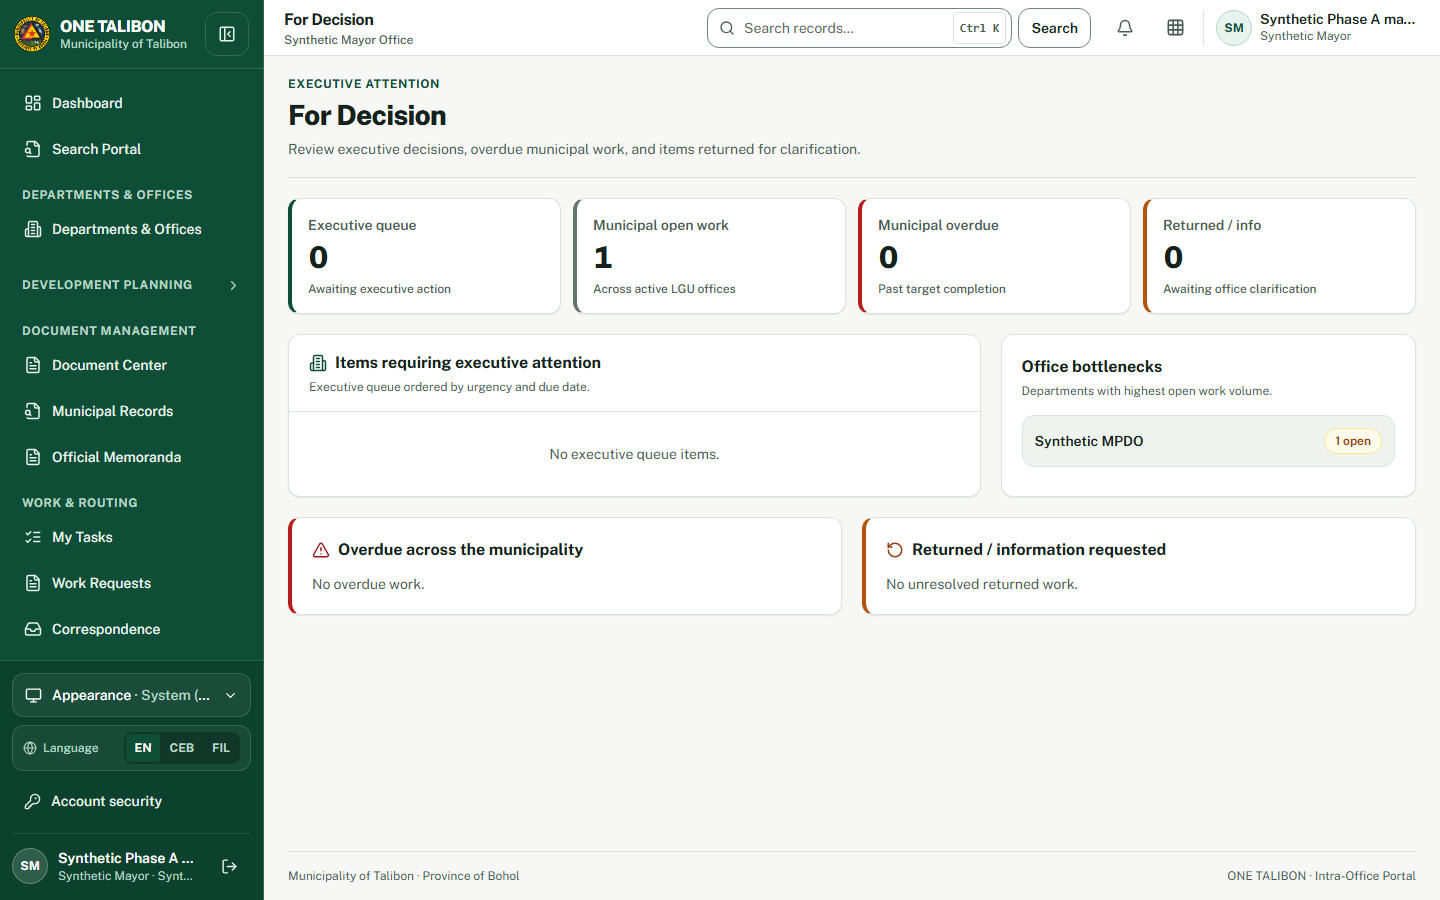 ONE TALIBON
Municipality of Talibon
Dashboard
Search Portal
DEPARTMENTS & OFFICES
Departments & Offices
DEVELOPMENT PLANNING
DOCUMENT MANAGEMENT
Document Center
Municipal Records
Official Memoranda
WORK & ROUTING
My Tasks
Work Requests
Correspondence
Appearance · System (...
Language EN CEB FIL
Account security
SM Synthetic Phase A ...
Synthetic Mayor · Synt...
For Decision
Synthetic Mayor Office
Search records... Ctrl K Search
SM Synthetic Phase A ma...
Synthetic Mayor
EXECUTIVE ATTENTION
For Decision
Review executive decisions, overdue municipal work, and items returned for clarification.
Executive queue
0
Awaiting executive action
Municipal open work
1
Across active LGU offices
Municipal overdue
0
Past target completion
Returned / info
0
Awaiting office clarification
Items requiring executive attention
Executive queue ordered by urgency and due date.
No executive queue items.
Office bottlenecks
Departments with highest open work volume.
Synthetic MPDO 1 open
Overdue across the municipality
No overdue work.
Returned / information requested
No unresolved returned work.
Municipality of Talibon · Province of Bohol
ONE TALIBON · Intra-Office Portal